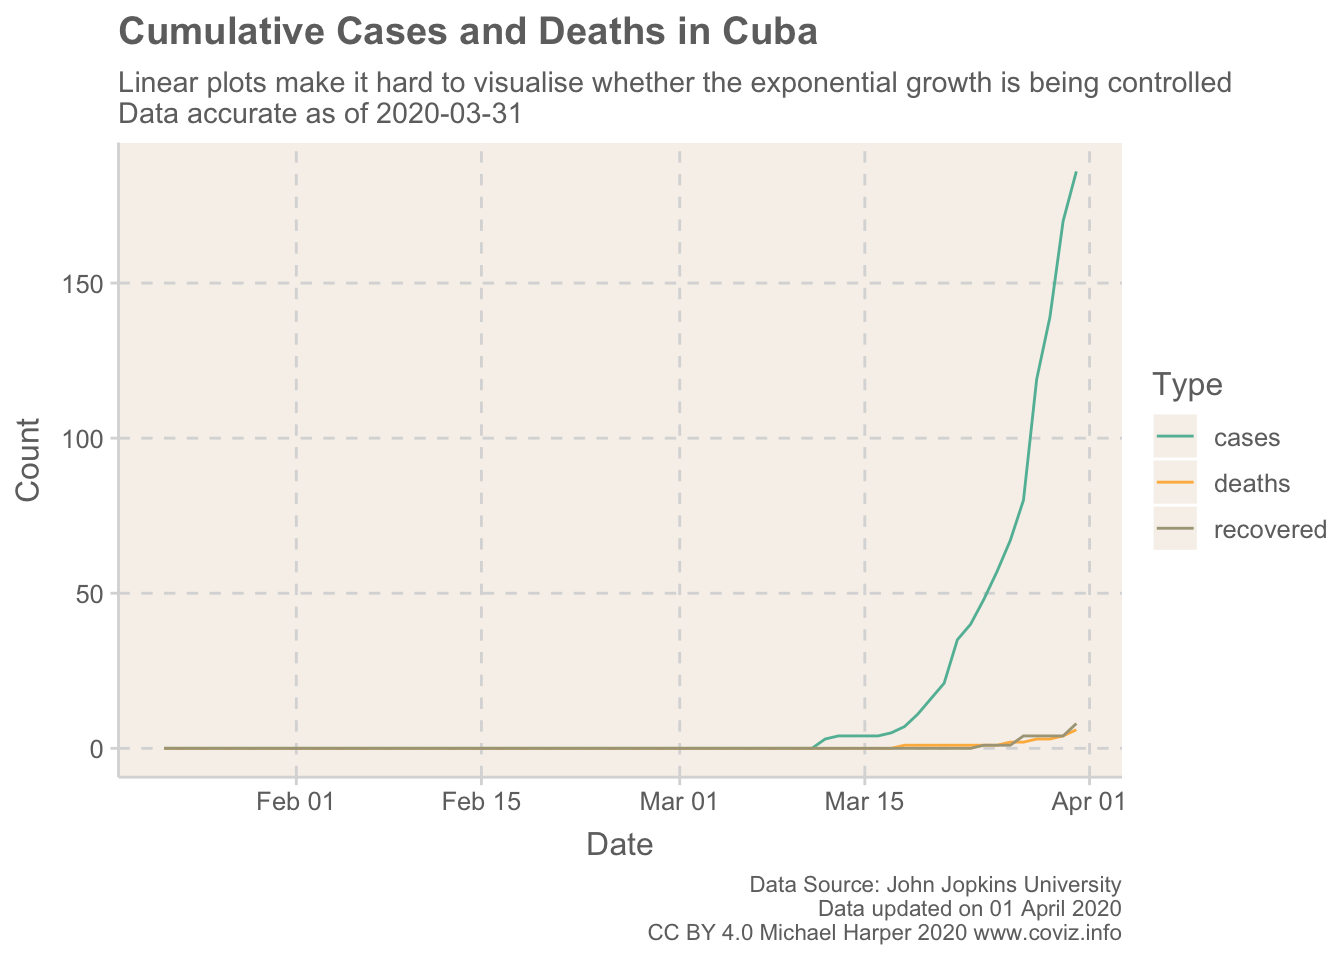 Cumulative Cases and Deaths in Cuba
Linear plots make it hard to visualise whether the exponential growth is being controlled
Data accurate as of 2020-03-31
150
100
50
0
Count
Feb 01
Feb 15
Mar 01
Mar 15
Apr 01
Date
Type
cases
deaths
recovered
Data Source: John Jopkins University
Data updated on 01 April 2020
CC BY 4.0 Michael Harper 2020 www.coviz.info